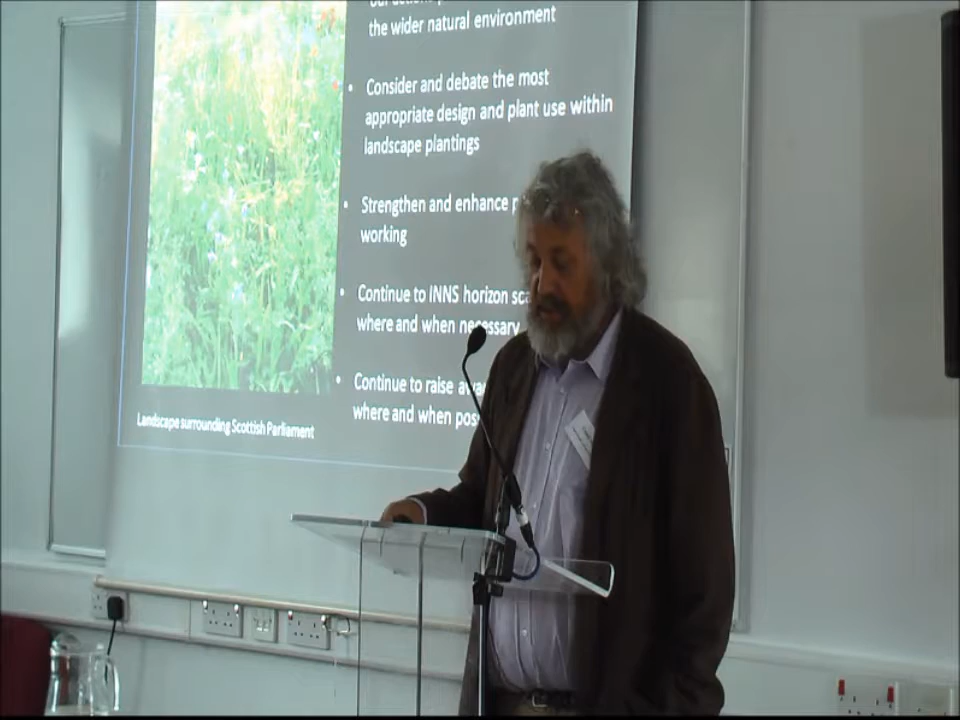 the wider natural environment
• Consider and debate the most
appropriate design and plant use within
landscape plantings
• Strengthen and enhance
working
• Continue to INNS horizon
where and when necessary
• Continue to raise
where and when
Landscape surrounding Scottish Parliament